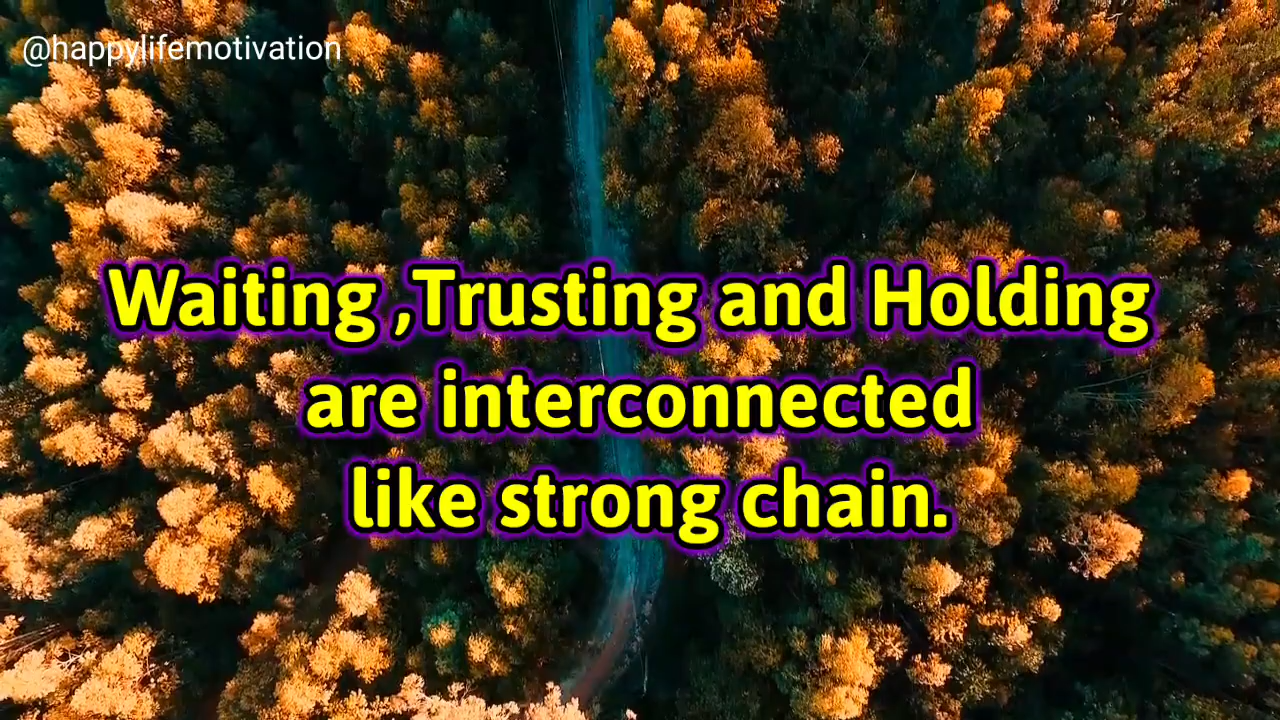 @happylifemotivation
Waiting ,Trusting and Holding
are interconnected
like strong chain.